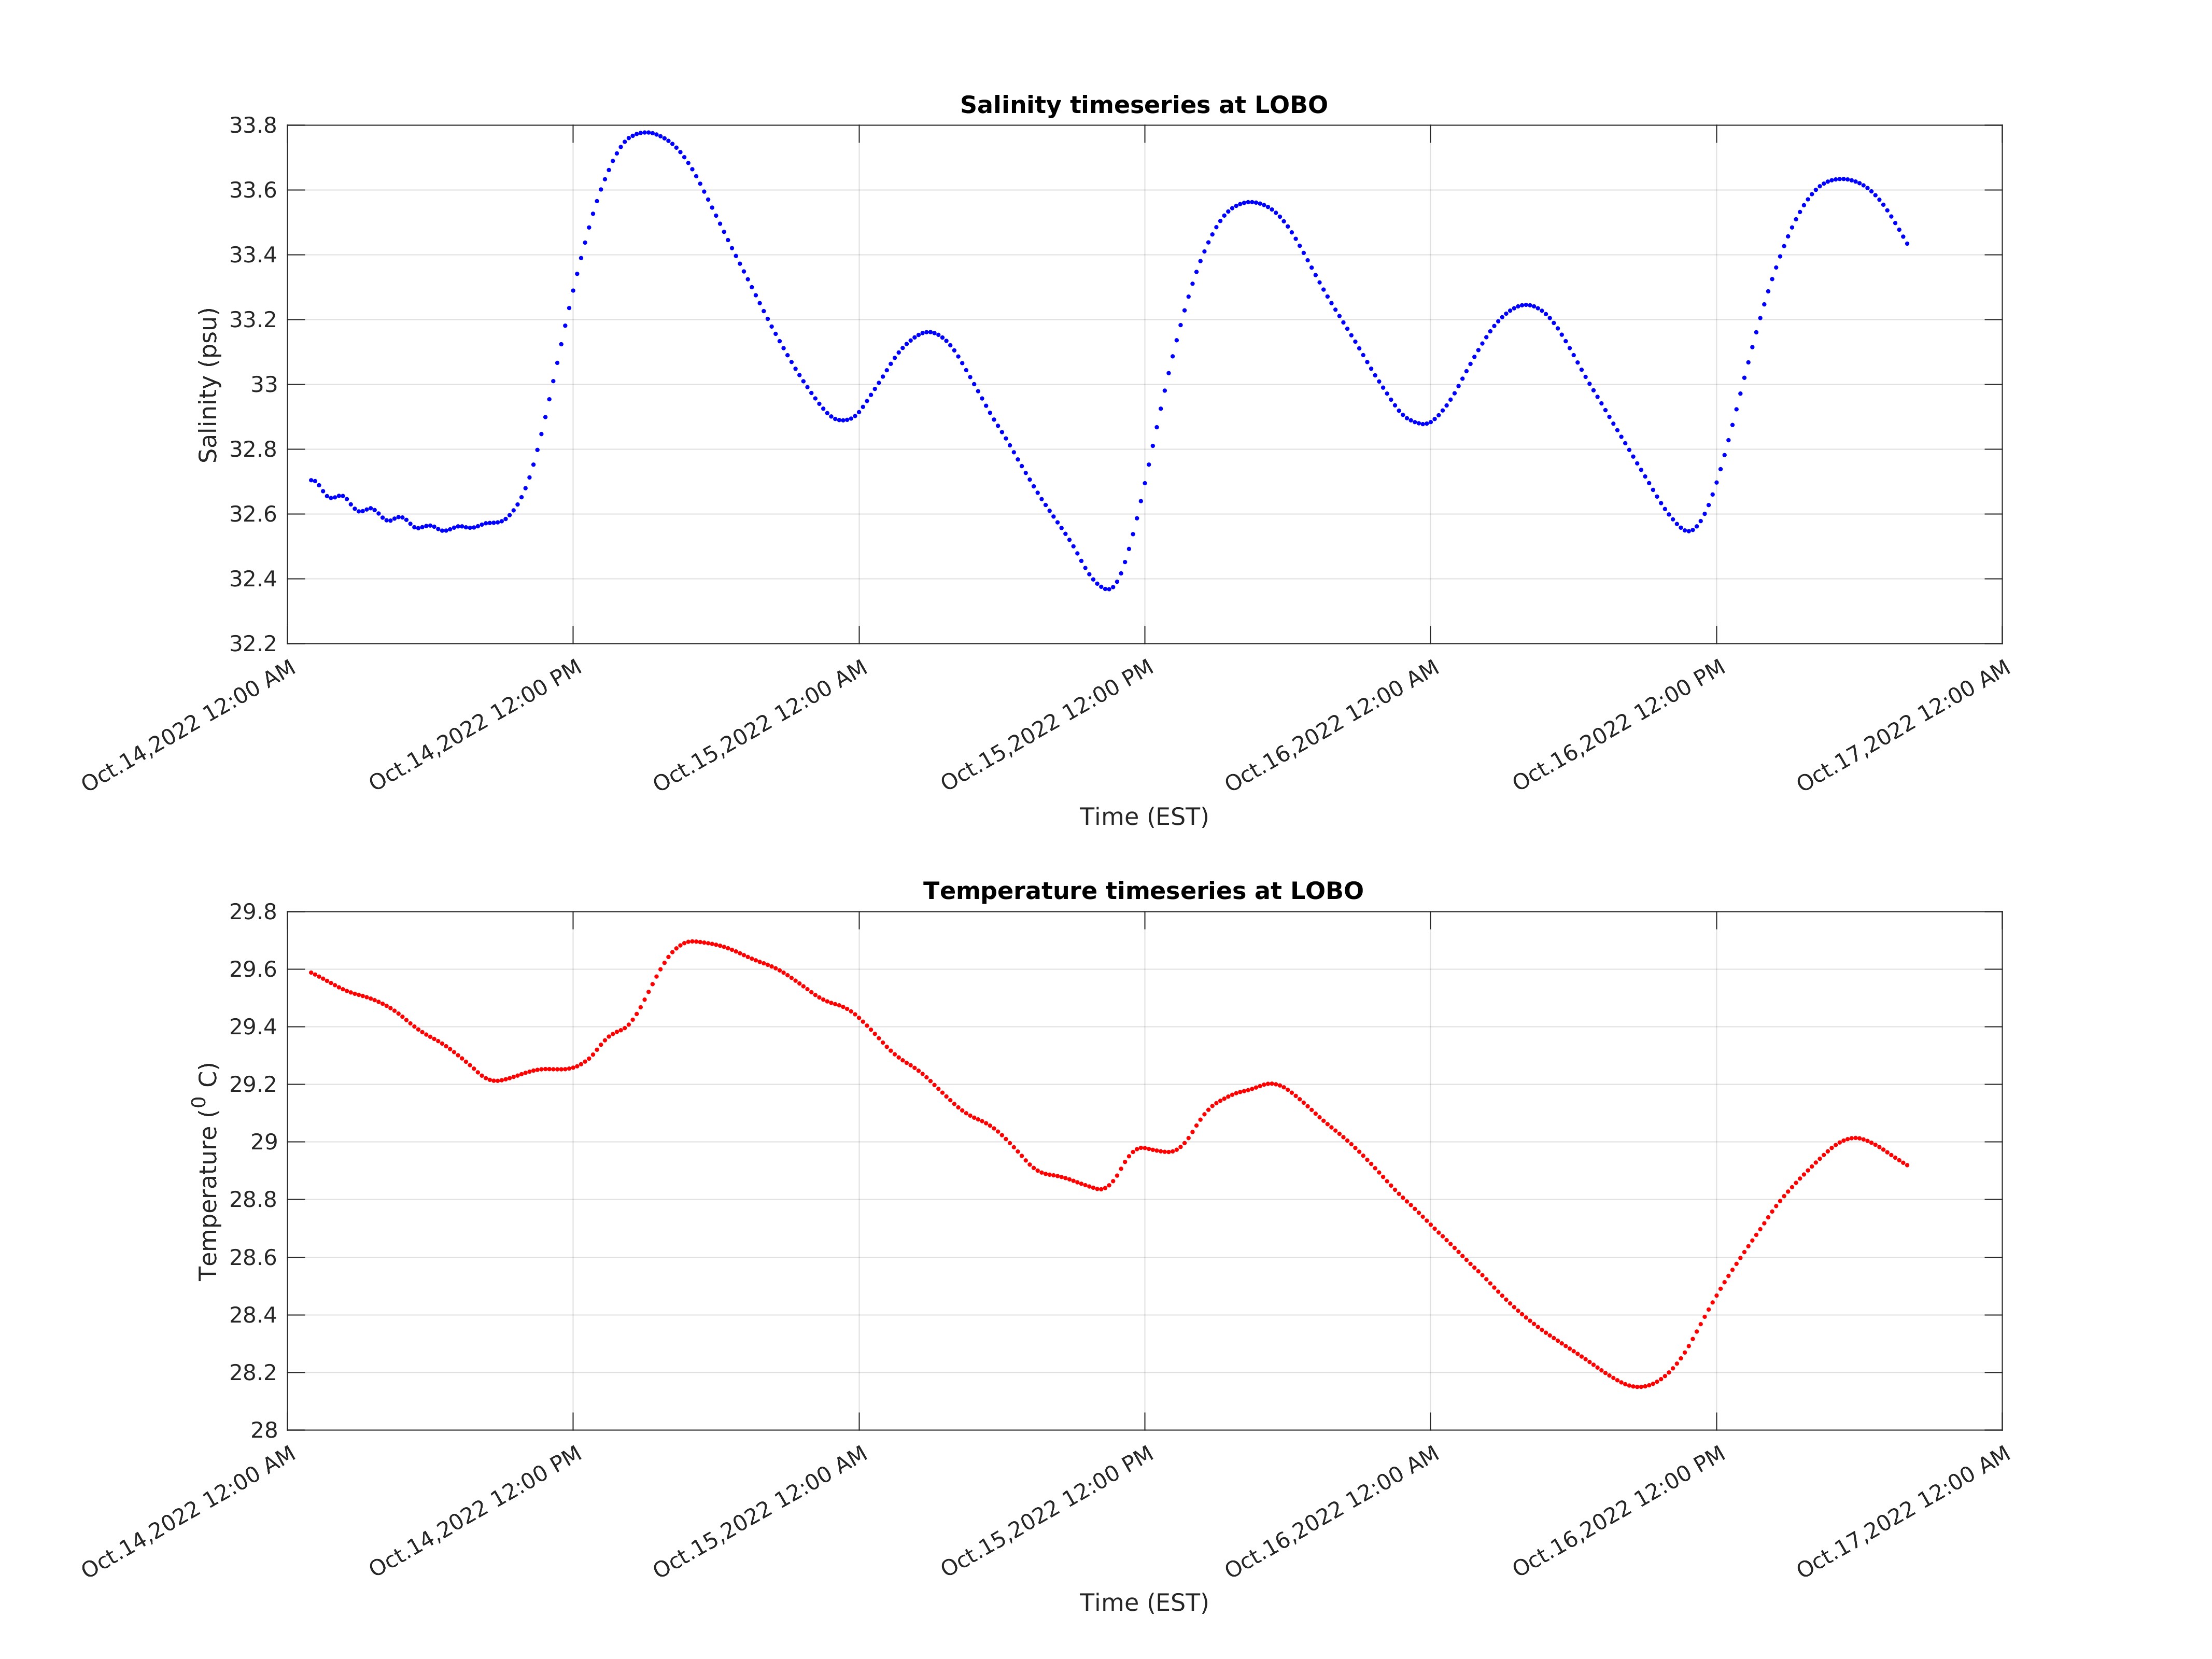 Salinity timeseries at LOBO
33.8
33.6
33.4
33.2
33
32.8
32.6
32.4
32.2
Salinity (psu)
Oct.14,2022 12:00 AM
Oct.14,2022 12:00 PM
Oct.15,2022 12:00 AM
Oct.15,2022 12:00 PM
Oct.16,2022 12:00 AM
Oct.16,2022 12:00 PM
Oct.17,2022 12:00 AM
Time (EST)
Temperature timeseries at LOBO
29.8
29.6
29.4
29.2
29
28.8
28.6
28.4
28.2
28
Temperature (⁰ C)
Oct.14,2022 12:00 AM
Oct.14,2022 12:00 PM
Oct.15,2022 12:00 AM
Oct.15,2022 12:00 PM
Oct.16,2022 12:00 AM
Oct.16,2022 12:00 PM
Oct.17,2022 12:00 AM
Time (EST)